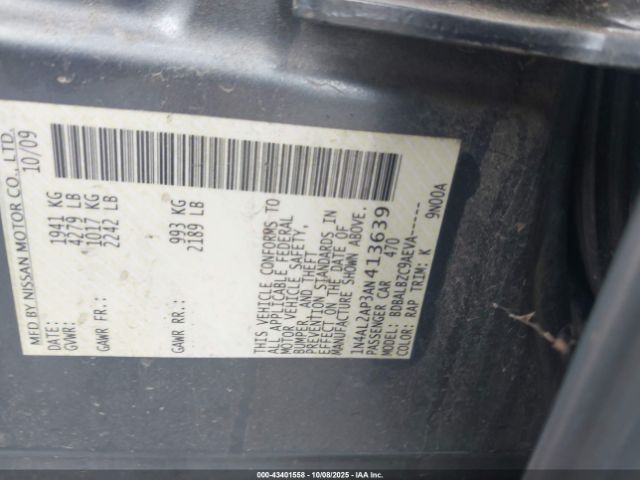 MFD.BY NISSAN MOTOR CO., LTD.
DATE: 10/09
GVWR: 1941 KG
4279 LB
GAWR FR.: 1017 KG
2242 LB
GAWR RR.: 993 KG
2189 LB
THIS VEHICLE CONFORMS TO
ALL APPLICABLE FEDERAL
MOTOR VEHICLE SAFETY,
BUMPER, AND THEFT
PREVENTION STANDARDS IN
EFFECT ON THE DATE OF
MANUFACTURE SHOWN ABOVE.
1N4AL2AP3AN413639
PASSENGER CAR 470
MODEL: BDBALBZC9AEVA------
COLOR: RAP TRIM: K 9N00A
00-43401558 - 10/08/2025 - IAAI.com